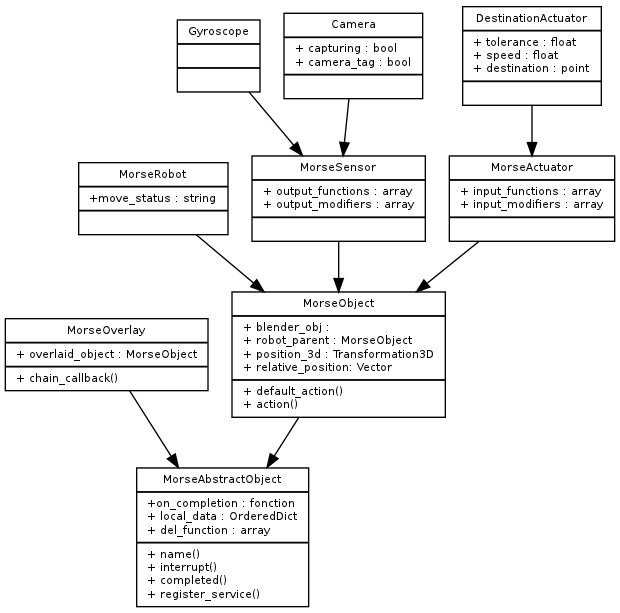 Gyroscope
Camera
+ capturing : bool
+ camera_tag : bool
DestinationActuator
+ tolerance : float
+ speed : float
+ destination : point
MorseRobot
+move_status : string
MorseSensor
+ output_functions : array
+ output_modifiers : array
MorseActuator
+ input_functions : array
+ input_modifiers : array
MorseOverlay
+ overlaid_object : MorseObject
+ chain_callback()
MorseObject
+ blender_obj :
+ robot_parent : MorseObject
+ position_3d : Transformation3D
+ relative_position: Vector
+ default_action()
+ action()
MorseAbstractObject
+on_completion : fonction
+ local_data : OrderedDict
+ del_function : array
+ name()
+ interrupt()
+ completed()
+ register_service()